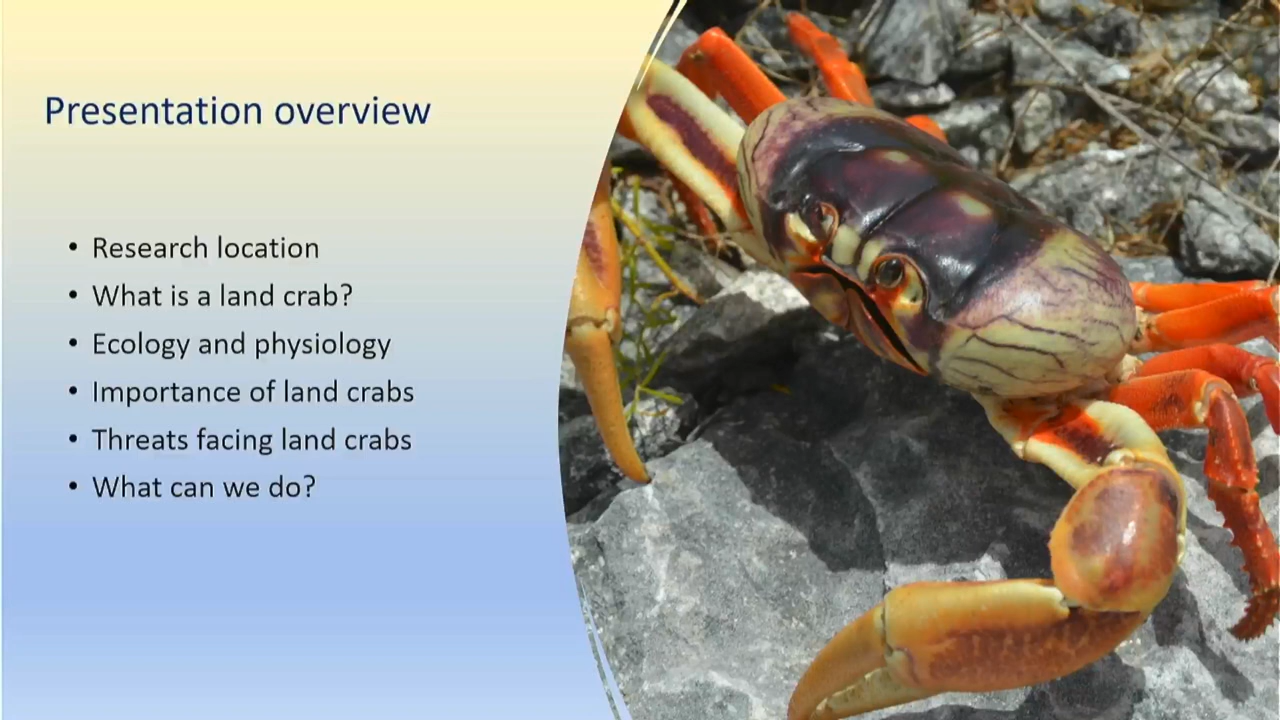 Presentation overview
• Research location
• What is a land crab?
• Ecology and physiology
• Importance of land crabs
• Threats facing land crabs
• What can we do?